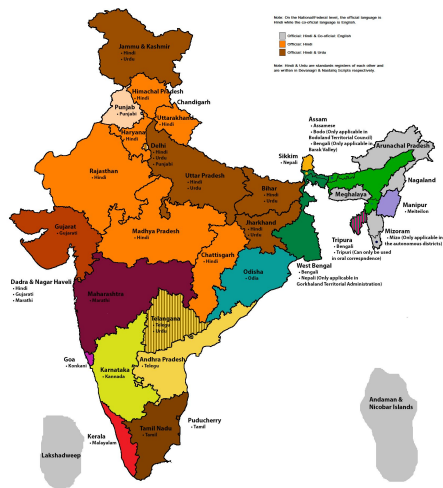 Note: On the National/Federal level, the official language is
Hindi while the co-official language is English.
Official: Hindi & Co-official: English
Official: Hindi
Official: Hindi & Urdu
Note: Hindi & Urdu are standards registers of each other and
are written in Devanagri & Nastaliq Scripts respectively.
Jammu & Kashmir
• Hindi
• Urdu
Himachal Pradesh
• Hindi
Punjab
• Punjabi
Chandigarh
Uttarakhand
• Hindi
Haryana
• Hindi
Delhi
• Hindi
• Urdu
• Punjabi
Rajasthan
• Hindi
Uttar Pradesh
• Hindi
• Urdu
Bihar
• Hindi
• Urdu
Sikkim
• Nepali
Assam
• Assamese
• Bodo (Only applicable in
Bodoland Territorial Council)
• Bengali (Only applicable in
Barak Valley)
Arunachal Pradesh
Nagaland
Meghalaya
Manipur
• Meiteilon
Mizoram
• Mizo (Only applicable in
the autonomous districts)
Tripura
• Bengali
• Tripuri (Can only be used
in oral correspodence)
West Bengal
• Bengali
• Nepali (Only applicable in
Gorkhaland Territorial Administration)
Jharkhand
• Hindi
• Urdu
Gujarat
• Gujarati
Madhya Pradesh
• Hindi
Chattisgarh
• Hindi
Odisha
• Odia
Dadra & Nagar Haveli
• Hindi
• Gujarati
• Marathi
Maharashtra
• Marathi
Telangana
• Telegu
• Urdu
Goa
• Konkani
Karnataka
• Kannada
Andhra Pradesh
• Telegu
Puducherry
• Tamil
Tamil Nadu
• Tamil
Kerala
• Malayalam
Lakshadweep
Andaman &
Nicobar Islands